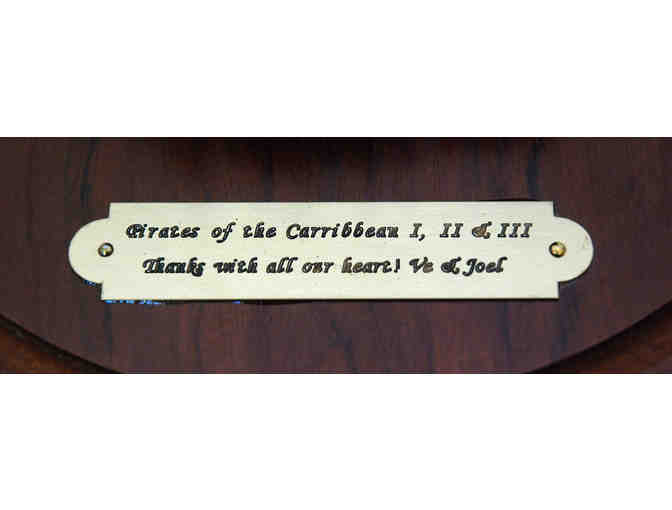 Pirates of the Carribbean I, II & III
Thanks with all our heart! Ve & Joel